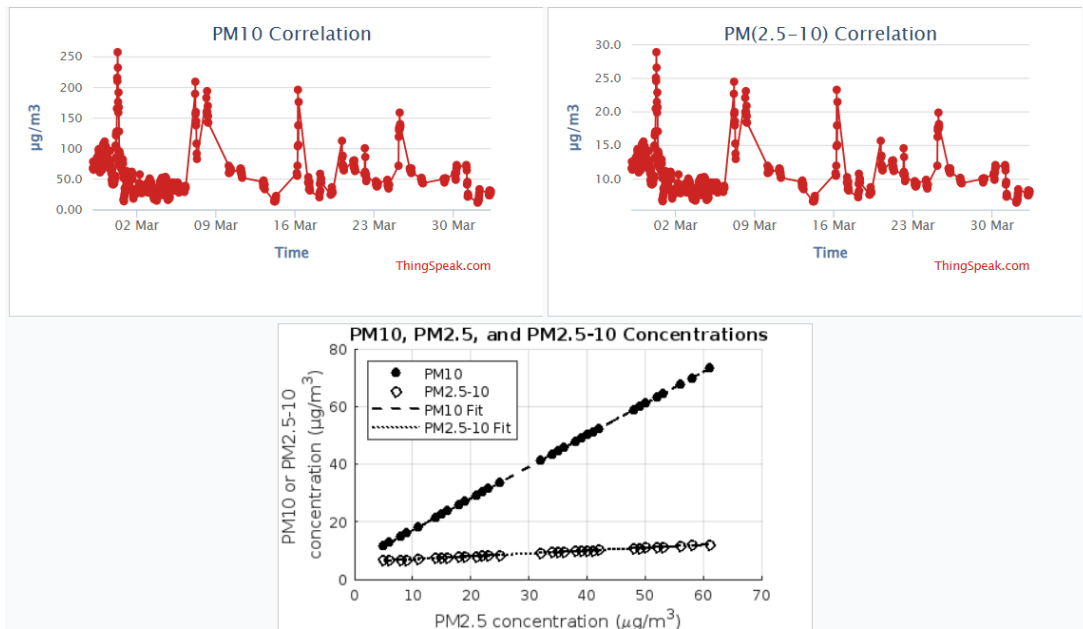 PM10 Correlation
250
200
150
100
50.0
0.00
µg/m3
02 Mar 09 Mar 16 Mar 23 Mar 30 Mar
Time
ThingSpeak.com
PM(2.5-10) Correlation
30.0
25.0
20.0
15.0
10.0
µg/m3
02 Mar 09 Mar 16 Mar 23 Mar 30 Mar
Time
ThingSpeak.com
PM10, PM2.5, and PM2.5-10 Concentrations
80
60
40
20
0
PM10 or PM2.5-10
concentration (µg/m³)
PM10
PM2.5-10
PM10 Fit
PM2.5-10 Fit
0 10 20 30 40 50 60 70
PM2.5 concentration (µg/m³)